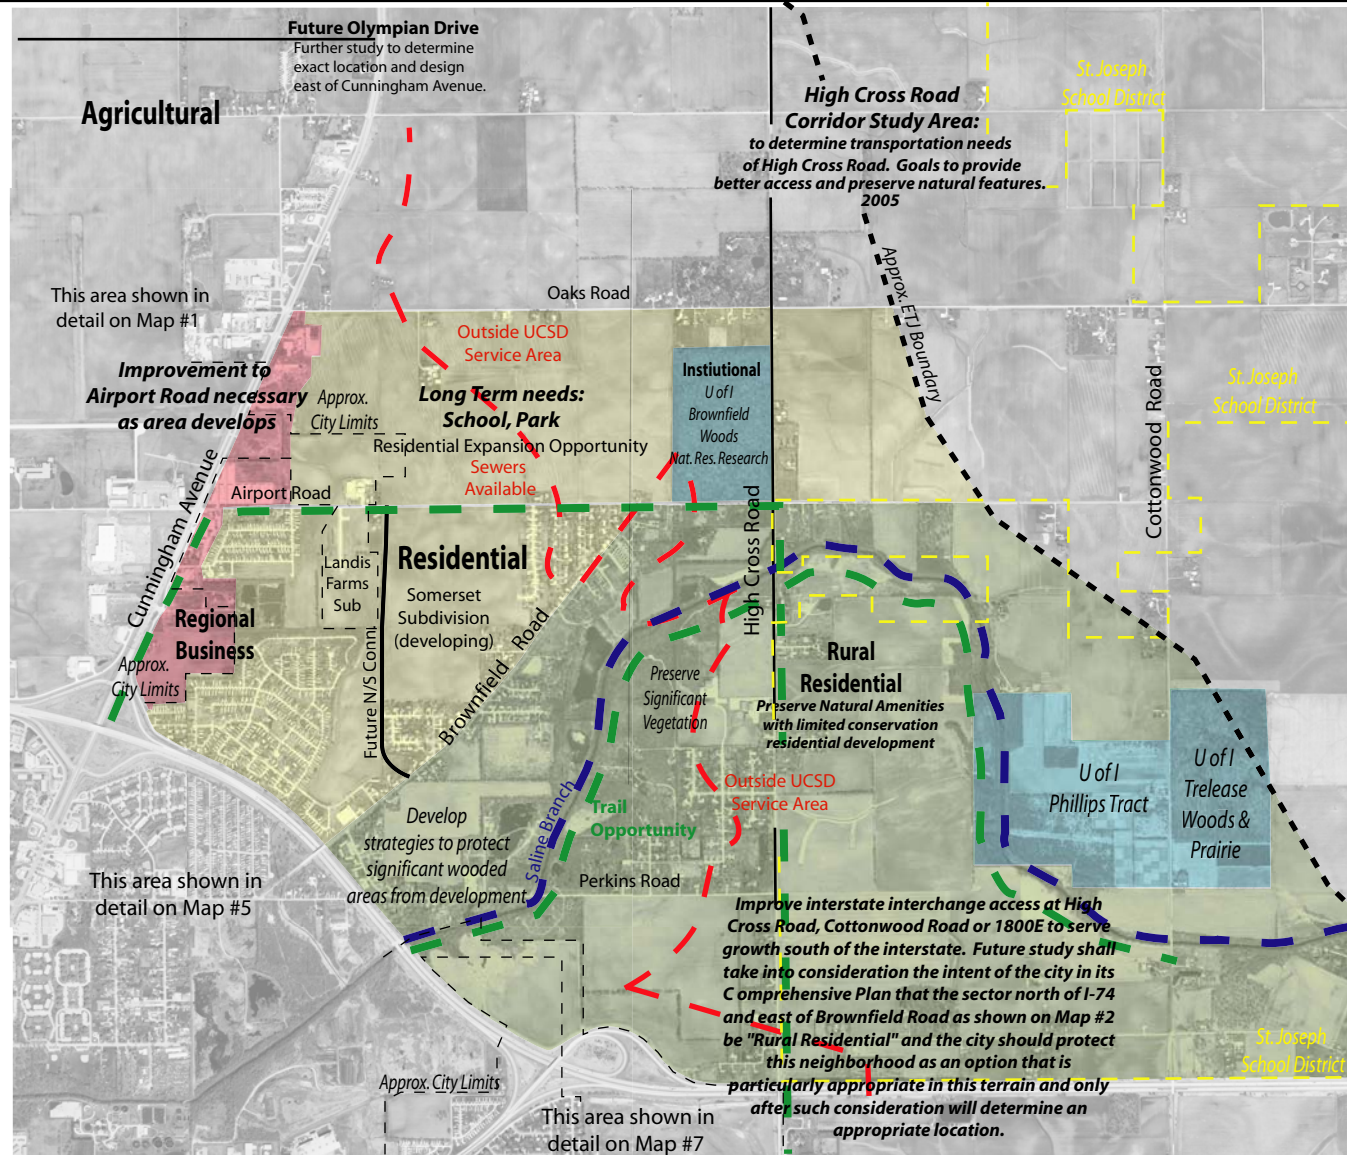 Future Olympian Drive
Further study to determine
exact location and design
east of Cunningham Avenue.
Agricultural
High Cross Road
Corridor Study Area:
to determine transportation needs
of High Cross Road. Goals to provide
better access and preserve natural features.
2005
St. Joseph
School District
This area shown in
detail on Map #1
Oaks Road
Approx. ETJ Boundary
Outside UCSD
Service Area
Improvement to
Airport Road necessary
as area develops
Approx.
City Limits
Long Term needs:
School, Park
Residential Expansion Opportunity
Sewers
Available
Instiutional
U of I
Brownfield
Woods
Nat. Res. Research
St. Joseph
School District
Cottonwood Road
Cunningham Avenue
Airport Road
Landis
Farms
Sub
Residential
Somerset
Subdivision
(developing)
High Cross Road
Regional
Business
Approx.
City Limits
Future N/S Conn.
Brownfield Road
Preserve
Significant
Vegetation
Rural
Residential
Preserve Natural Amenities
with limited conservation
residential development
Outside UCSD
Service Area
U of I
Phillips Tract
U of I
Trelease
Woods &
Prairie
Develop
strategies to protect
significant wooded
areas from development
Saline Branch
Trail
Opportunity
This area shown in
detail on Map #5
Perkins Road
Improve interstate interchange access at High
Cross Road, Cottonwood Road or 1800E to serve
growth south of the interstate. Future study shall
take into consideration the intent of the city in its
C omprehensive Plan that the sector north of I-74
and east of Brownfield Road as shown on Map #2
be "Rural Residential" and the city should protect
this neighborhood as an option that is
particularly appropriate in this terrain and only
after such consideration will determine an
appropriate location.
St. Joseph
School District
Approx. City Limits
This area shown in
detail on Map #7